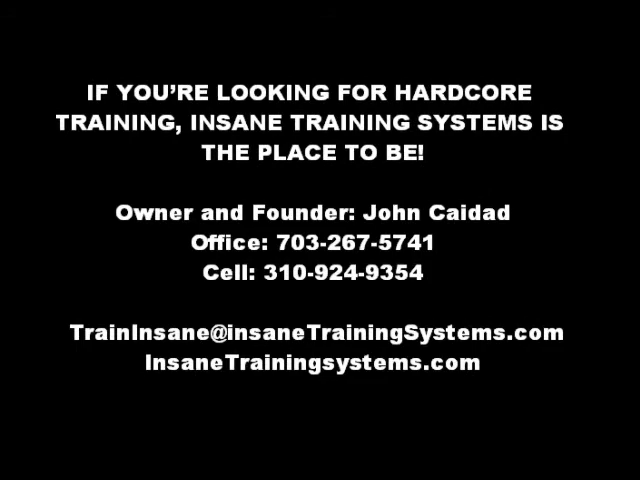 IF YOU’RE LOOKING FOR HARDCORE
TRAINING, INSANE TRAINING SYSTEMS IS
THE PLACE TO BE!
Owner and Founder: John Caidad
Office: 703-267-5741
Cell: 310-924-9354
TrainInsane@insaneTrainingSystems.com
InsaneTrainingsystems.com